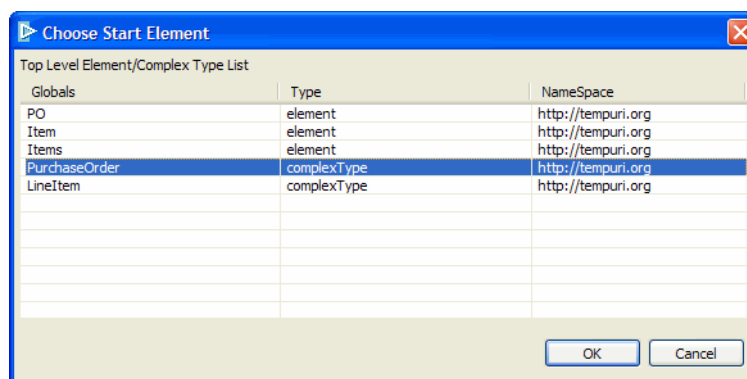 Choose Start Element
Top Level Element/Complex Type List
Globals Type NameSpace
PO element http://tempuri.org
Item element http://tempuri.org
Items element http://tempuri.org
PurchaseOrder complexType http://tempuri.org
LineItem complexType http://tempuri.org
OK Cancel